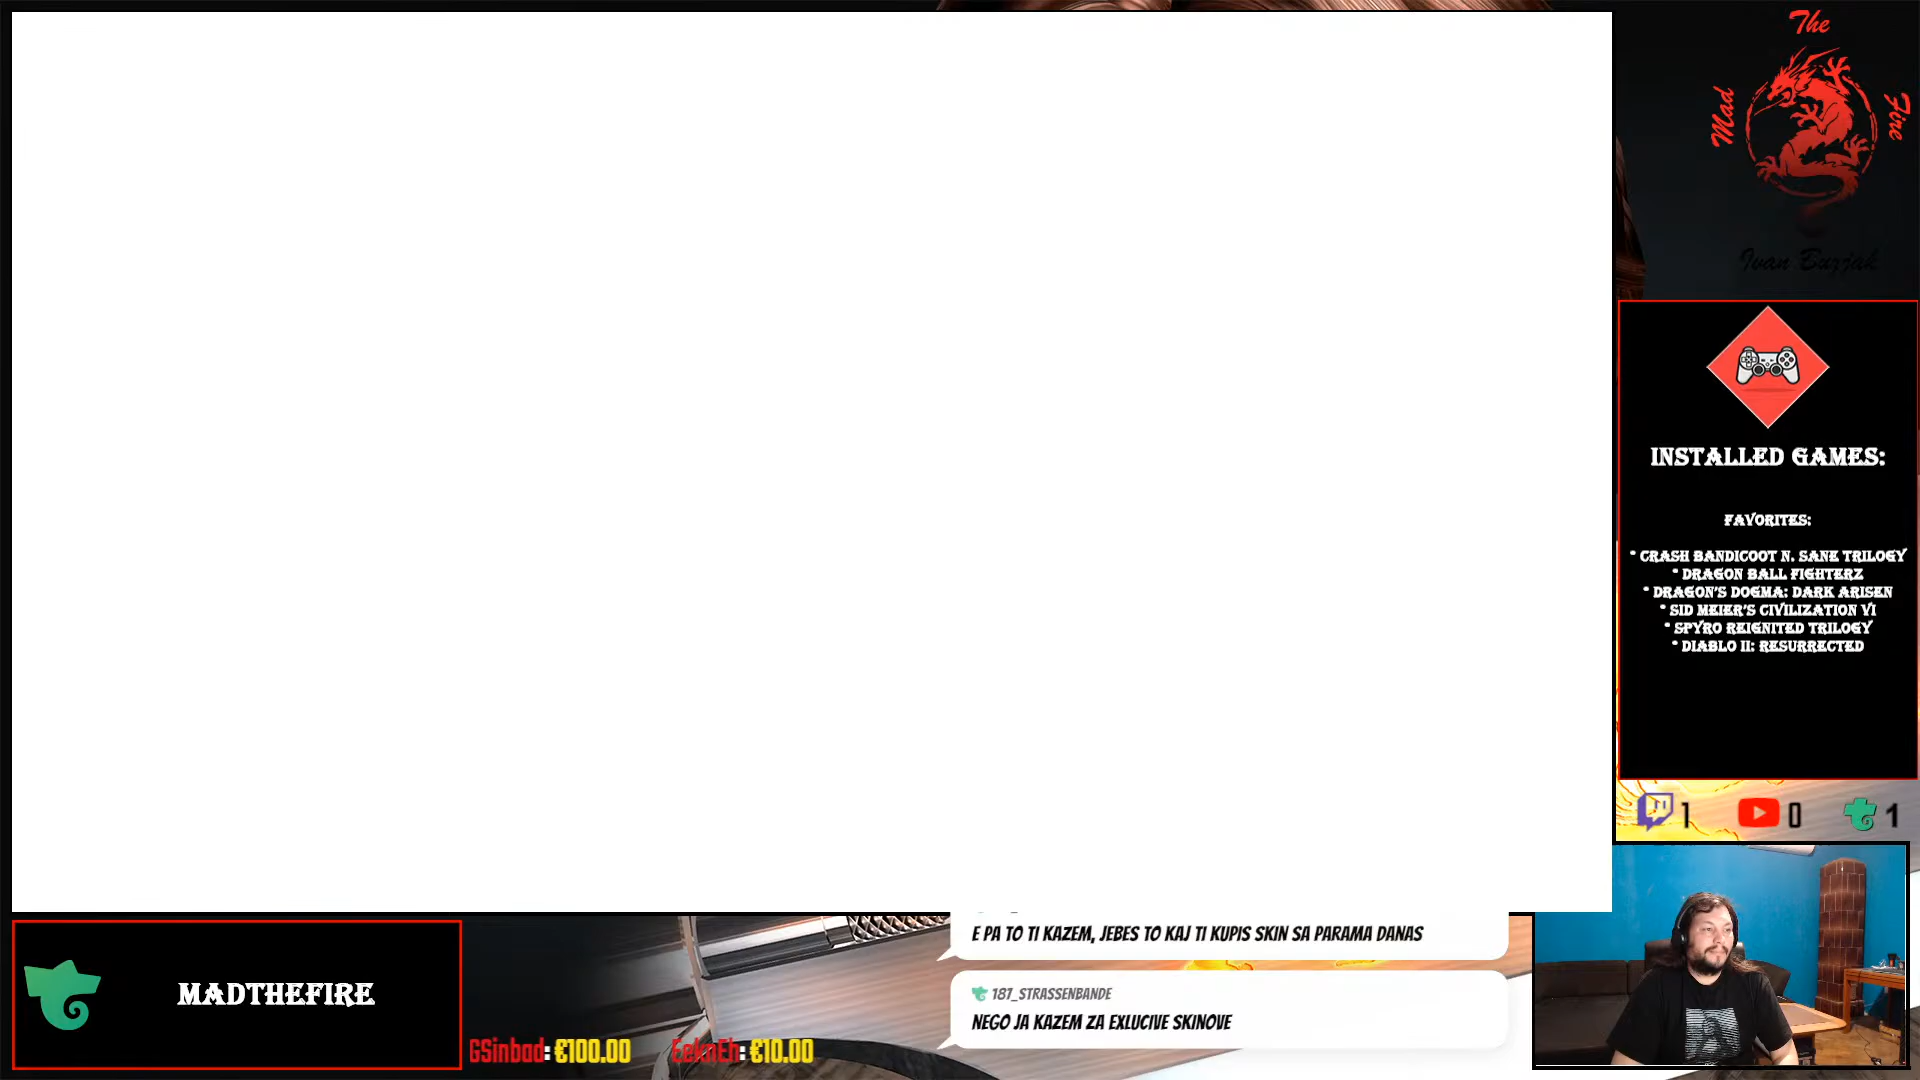 The
Mad
Fire
Ivan Buzjak
INSTALLED GAMES:
FAVORITES:
* CRASH BANDICOOT N. SANE TRILOGY
* DRAGON BALL FIGHTERZ
* DRAGON'S DOGMA: DARK ARISEN
* SID MEIER'S CIVILIZATION VI
* SPYRO REIGNITED TRILOGY
* DIABLO II: RESURRECTED
1
0
1
E PA TO TI KAZEM, JEBES TO KAJ TI KUPIS SKIN SA PARAMA DANAS
187_STRASSENBANDE
NEGO JA KAZEM ZA EXLUCIVE SKINOVE
MADTHEFIRE
GSinbad: €100.00
EeknEh: €10.00